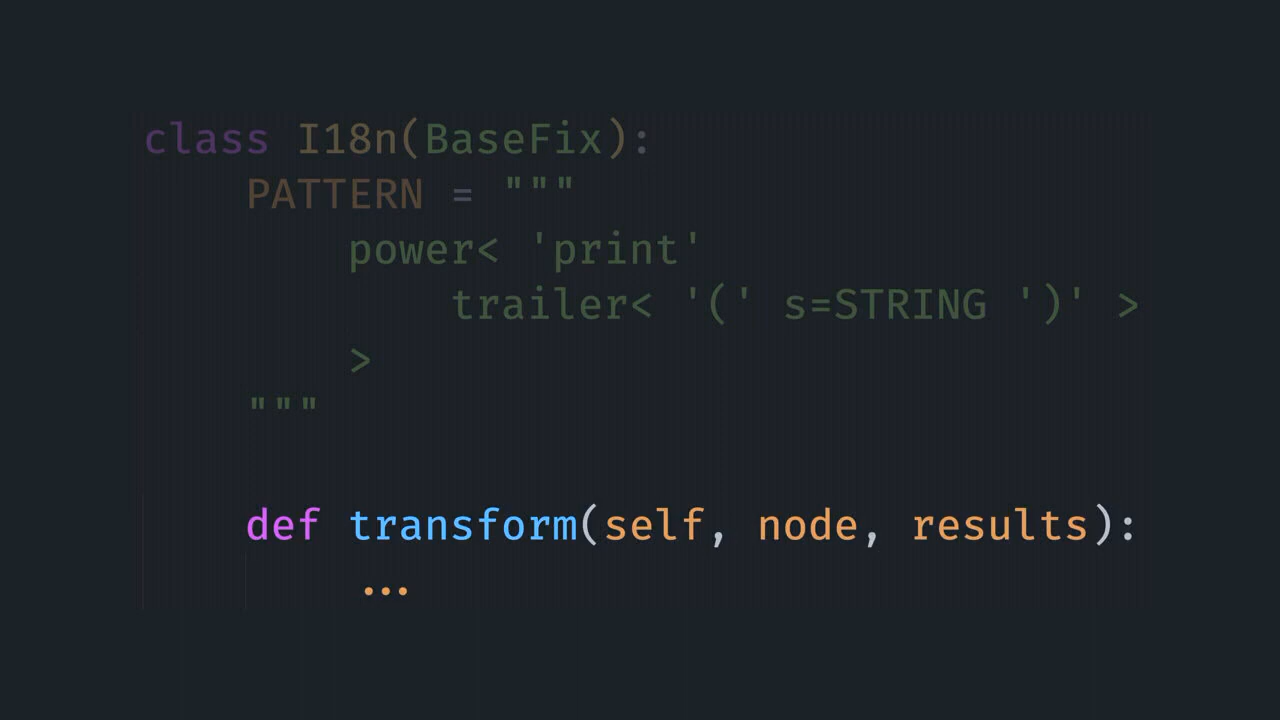 class I18n(BaseFix):
    PATTERN = """
        power< 'print'
            trailer< '(' s=STRING ')' >
        >
    """

    def transform(self, node, results):
        ...